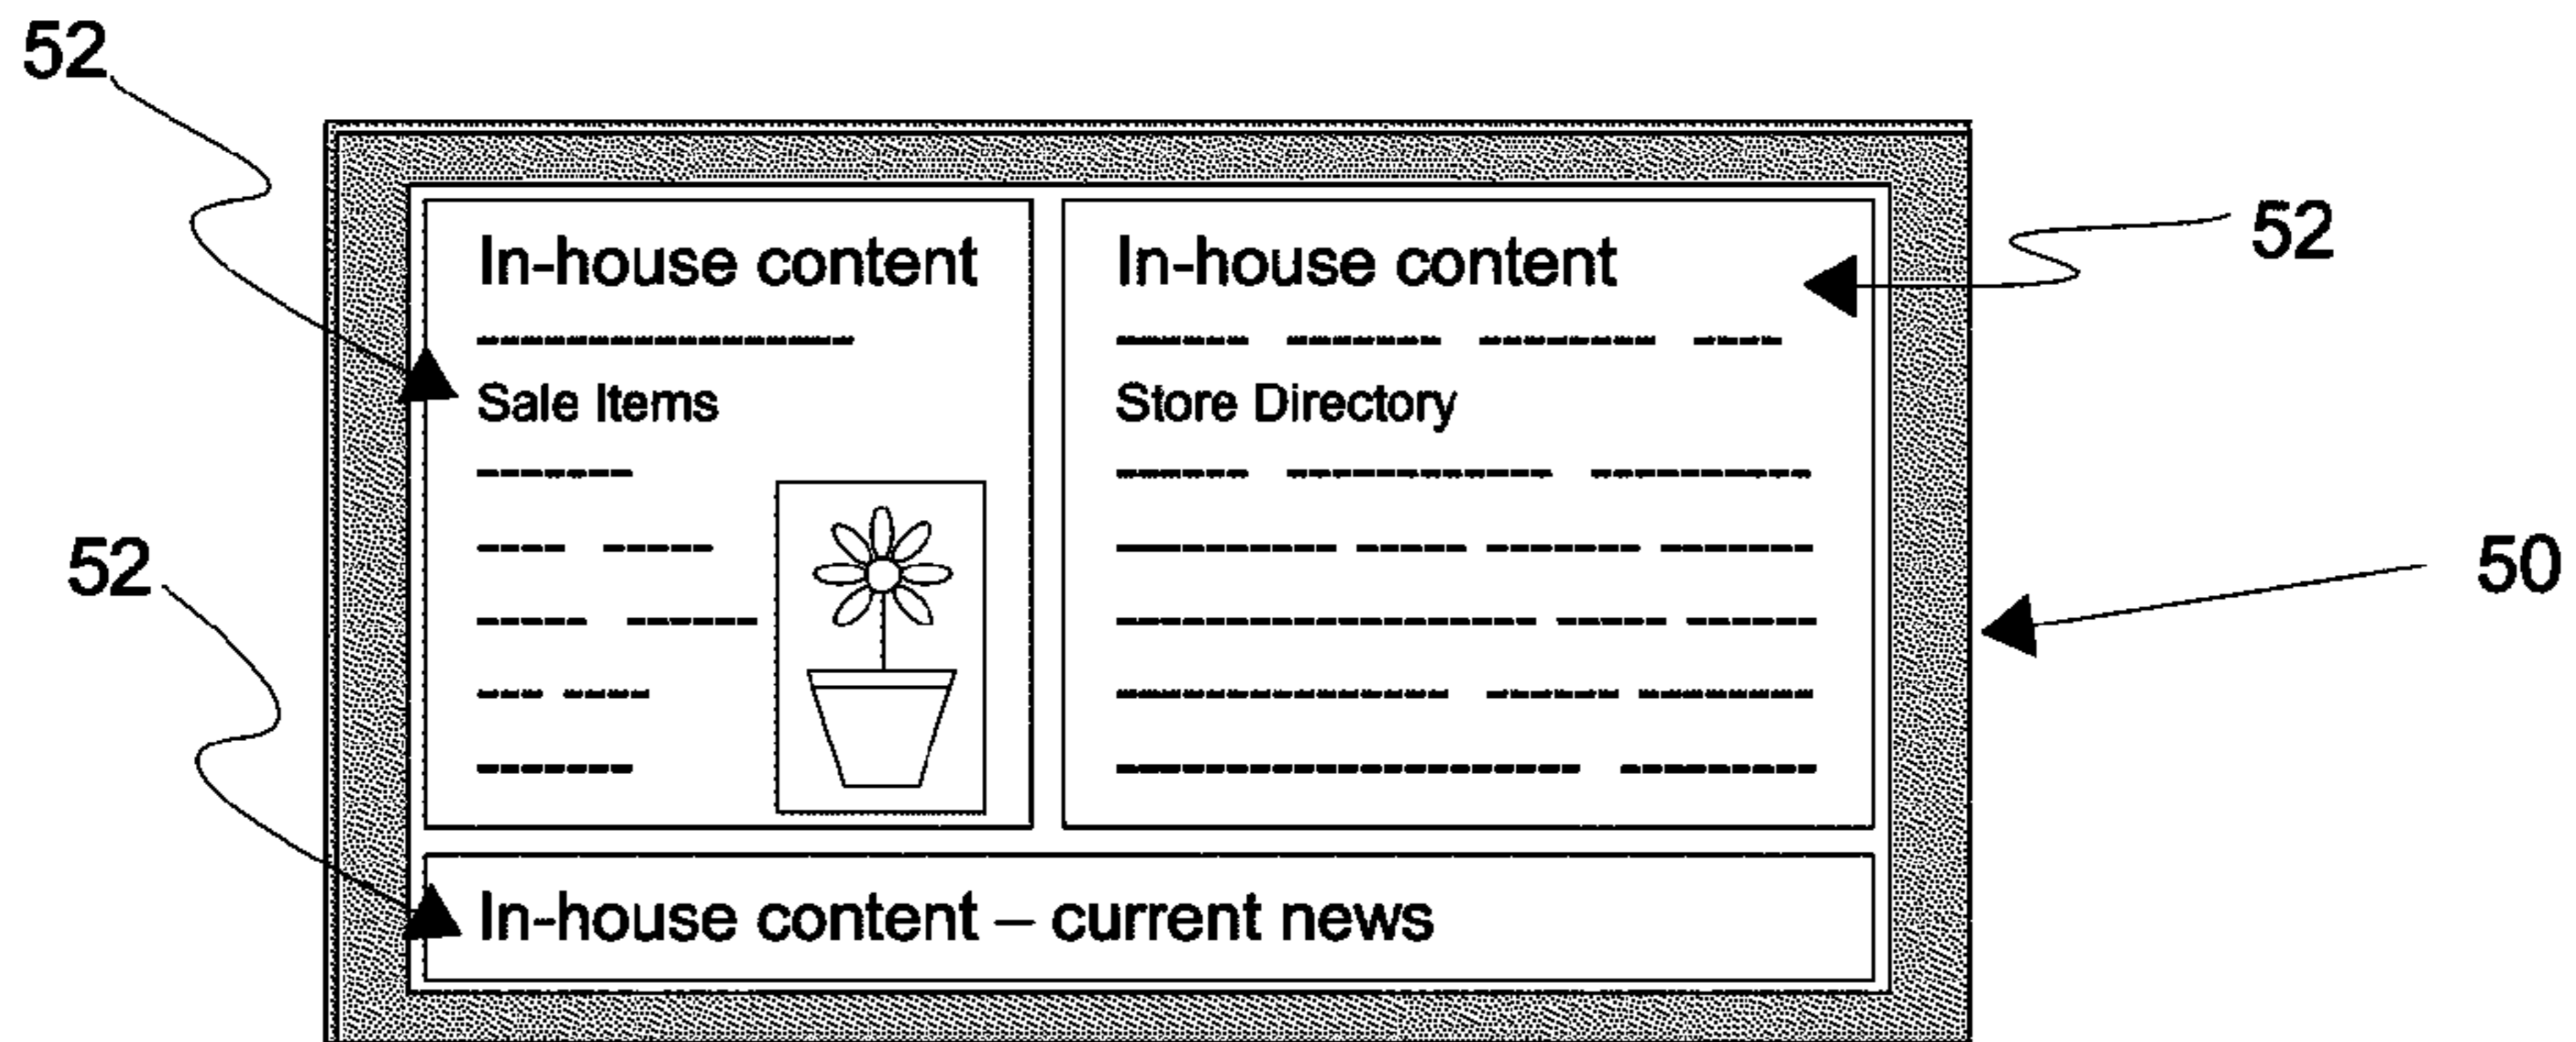 52
52
In-house content
In-house content
Sale Items
Store Directory
52
50
In-house content – current news